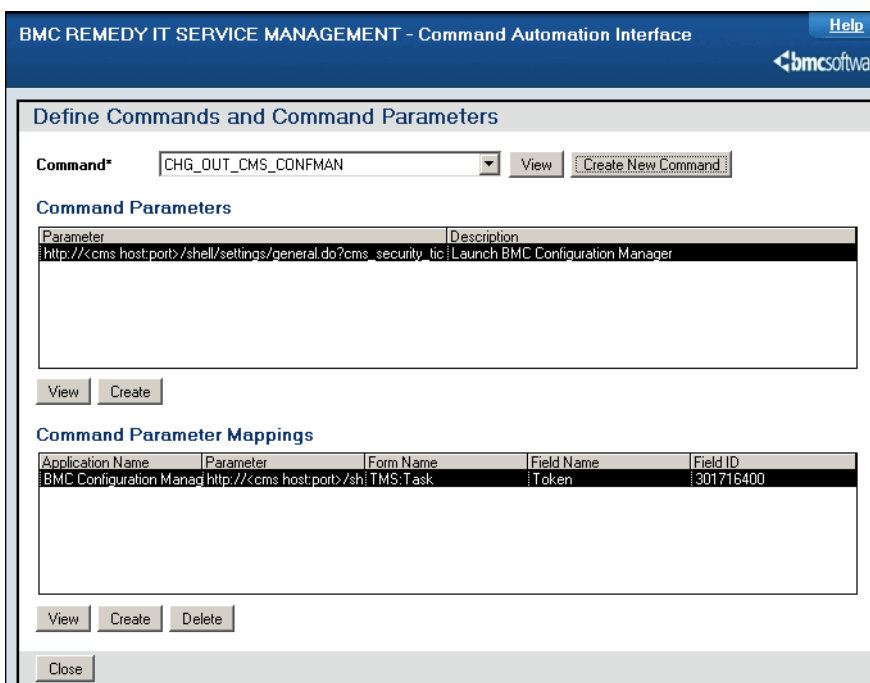 BMC REMEDY IT SERVICE MANAGEMENT - Command Automation Interface
Help
bmcsoftwa
Define Commands and Command Parameters
Command* CHG_OUT_CMS_CONFMAN View Create New Command
Command Parameters
Parameter Description
http://<cms host:port>/shell/settings/general.do?cms_security_tic Launch BMC Configuration Manager
View Create
Command Parameter Mappings
Application Name Parameter Form Name Field Name Field ID
BMC Configuration Manag http://<cms host:port>/sh TMS:Task Token 301716400
View Create Delete
Close